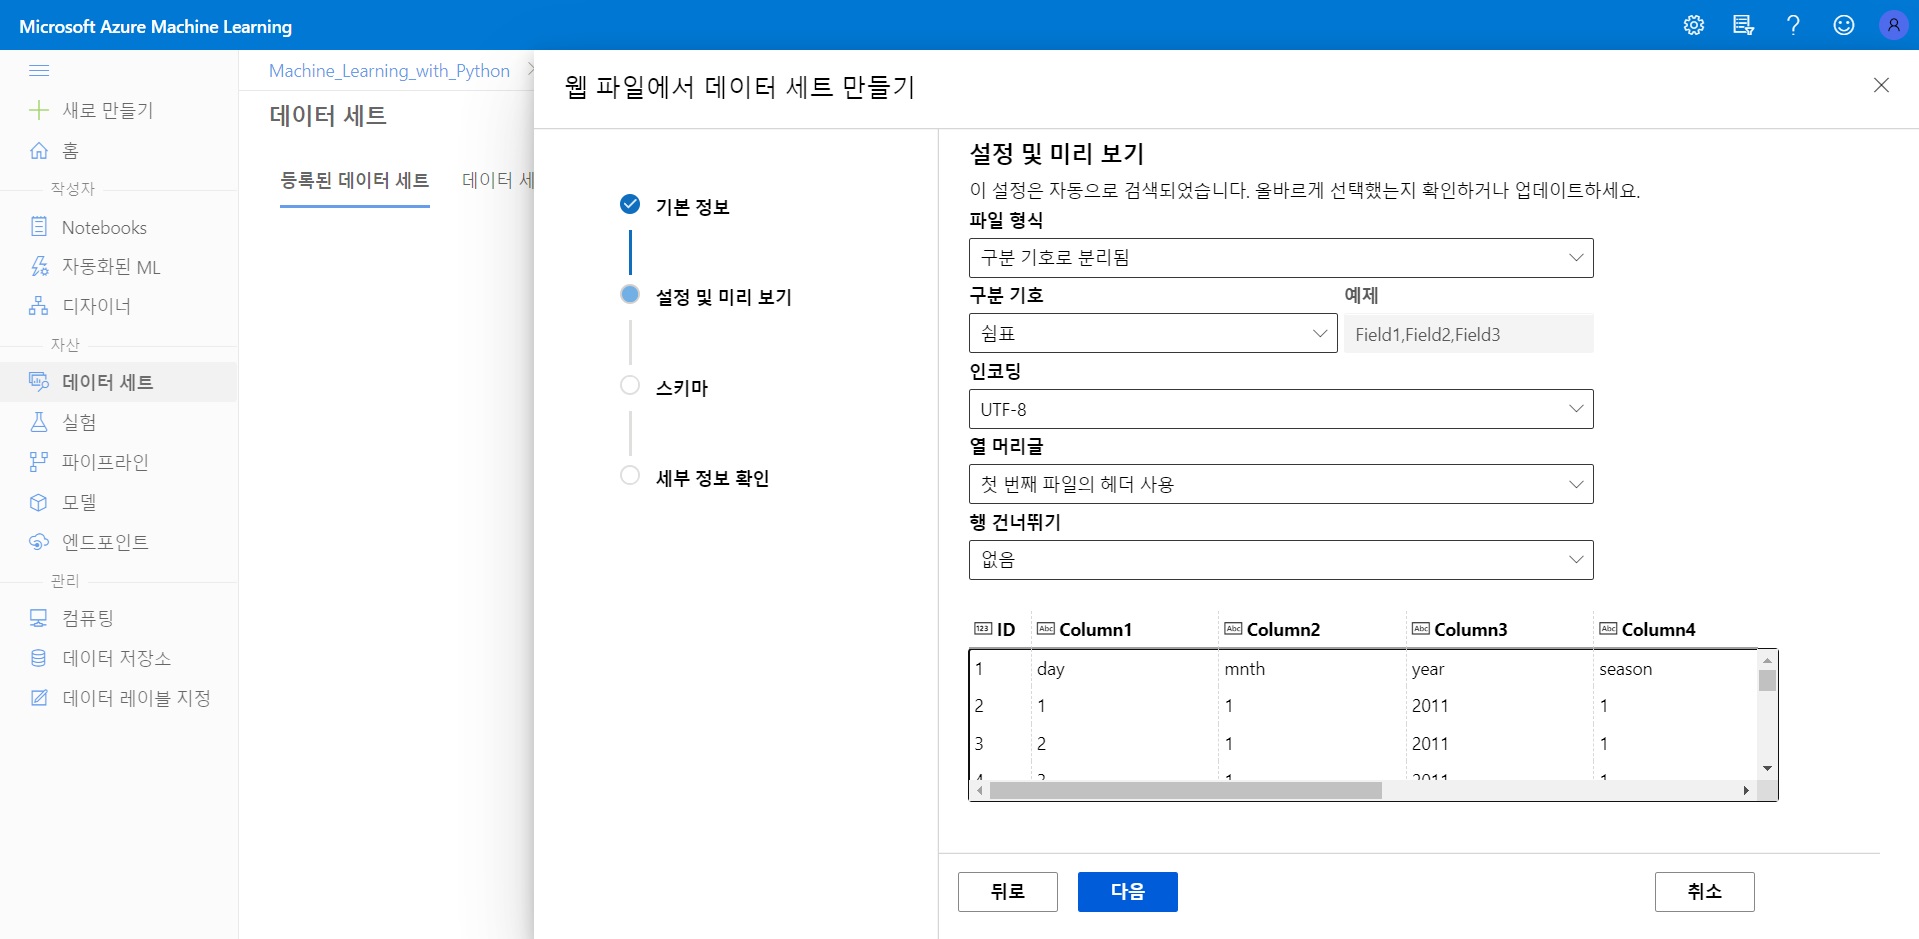 Microsoft Azure Machine Learning
새로 만들기
홈
작성자
Notebooks
자동화된 ML
디자이너
자산
데이터 세트
실험
파이프라인
모델
엔드포인트
관리
컴퓨팅
데이터 저장소
데이터 레이블 지정
Machine_Learning_with_Python
데이터 세트
등록된 데이터 세트 데이터 세
웹 파일에서 데이터 세트 만들기
기본 정보
설정 및 미리 보기
스키마
세부 정보 확인
설정 및 미리 보기
이 설정은 자동으로 검색되었습니다. 올바르게 선택했는지 확인하거나 업데이트하세요.
파일 형식
구분 기호로 분리됨
구분 기호 예제
쉼표 Field1,Field2,Field3
인코딩
UTF-8
열 머리글
첫 번째 파일의 헤더 사용
행 건너뛰기
없음
123 ID Abc Column1 Abc Column2 Abc Column3 Abc Column4
1 day mnth year season
2 1 1 2011 1
3 2 1 2011 1
4 3 1 2011 1
뒤로 다음 취소